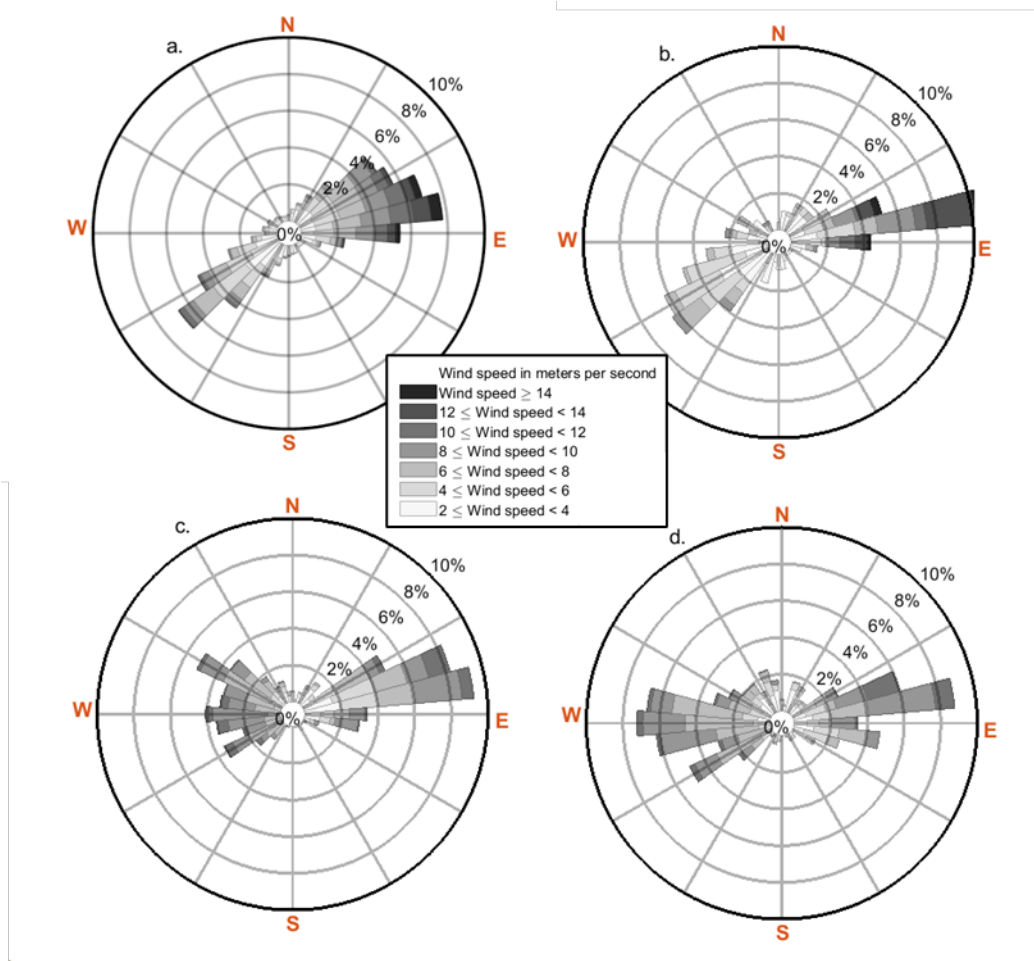 N
a.
10%
8%
6%
4%
2%
W
0%
E
S
N
b.
10%
8%
6%
4%
2%
W
0%
E
S
Wind speed in meters per second
Wind speed ≥ 14
12 ≤ Wind speed < 14
10 ≤ Wind speed < 12
8 ≤ Wind speed < 10
6 ≤ Wind speed < 8
4 ≤ Wind speed < 6
2 ≤ Wind speed < 4
N
c.
10%
8%
6%
4%
2%
W
0%
E
S
N
d.
10%
8%
6%
4%
2%
W
0%
E
S